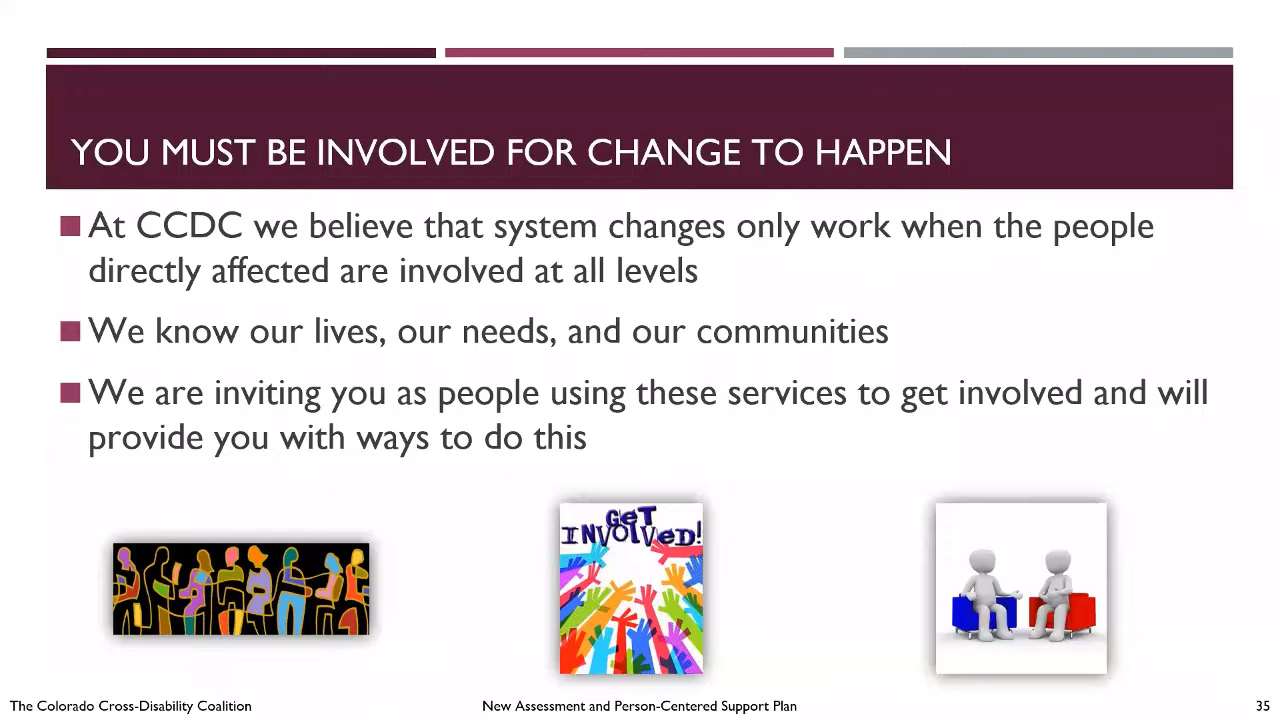 YOU MUST BE INVOLVED FOR CHANGE TO HAPPEN
At CCDC we believe that system changes only work when the people
directly affected are involved at all levels
We know our lives, our needs, and our communities
We are inviting you as people using these services to get involved and will
provide you with ways to do this
GET
INVOLVED!
The Colorado Cross-Disability Coalition
New Assessment and Person-Centered Support Plan
35